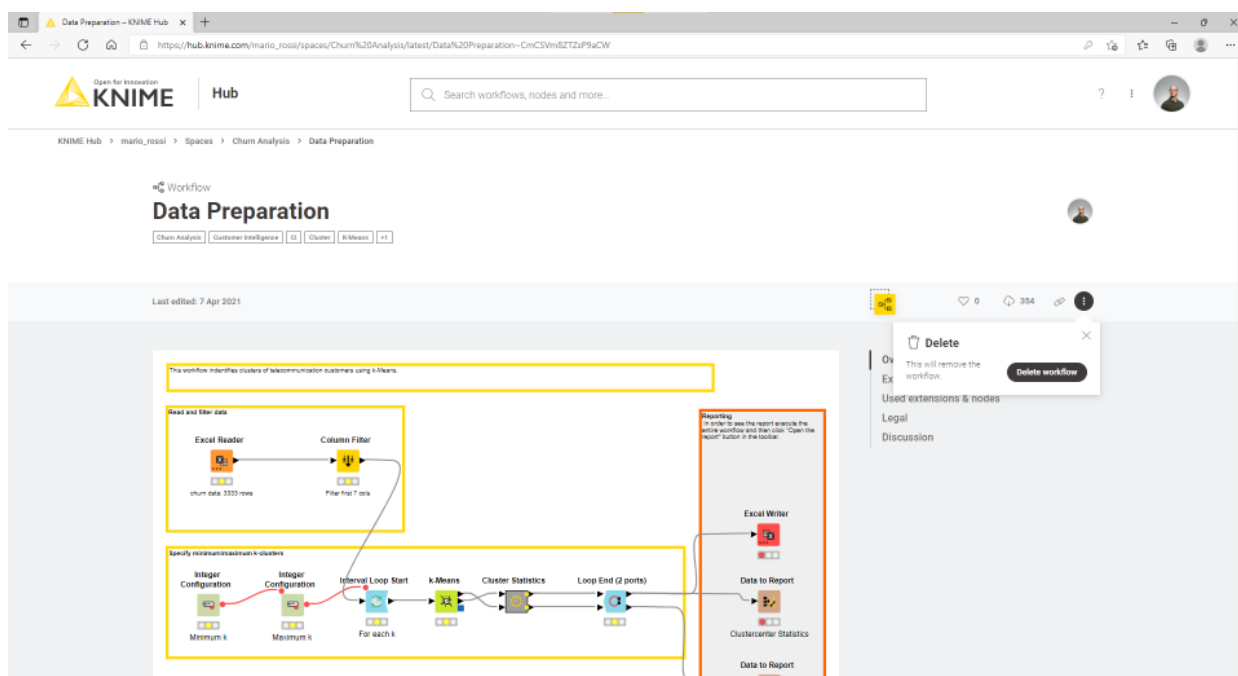 Data Preparation – KNIME Hub
https://hub.knime.com/mario_rossi/spaces/Churn%20Analysis/latest/Data%20Preparation~CmCSVm8ZTZsP9aCW
Open for Innovation
KNIME
Hub
Search workflows, nodes and more...
?
KNIME Hub > mario_rossi > Spaces > Churn Analysis > Data Preparation
Workflow
Data Preparation
Churn Analysis
Customer Intelligence
CI
Cluster
K-Means
+1
Last edited: 7 Apr 2021
0
354
Delete
This will remove the
workflow.
Delete workflow
Ov
Ex
Used extensions & nodes
Legal
Discussion
This workflow indentifies clusters of telecommunication customers using k-Means.
Read and filter data
Excel Reader
Column Filter
churn data: 3333 rows
Filter first 7 cols
Reporting
In order to see the report execute the
entire workflow and then click "Open the
report" button in the toolbar.
Excel Writer
Data to Report
Clustercenter Statistics
Data to Report
Specify minimum/maximum k-clusters
Integer
Configuration
Minimum k
Integer
Configuration
Maximum k
Interval Loop Start
For each k
k-Means
Cluster Statistics
Loop End (2 ports)